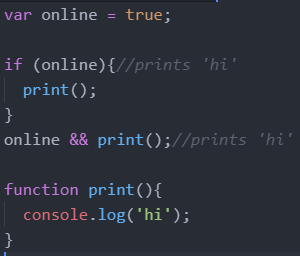 var online = true;
if (online){//prints 'hi'
print();
}
online && print();//prints 'hi'
function print(){
console.log('hi');
}